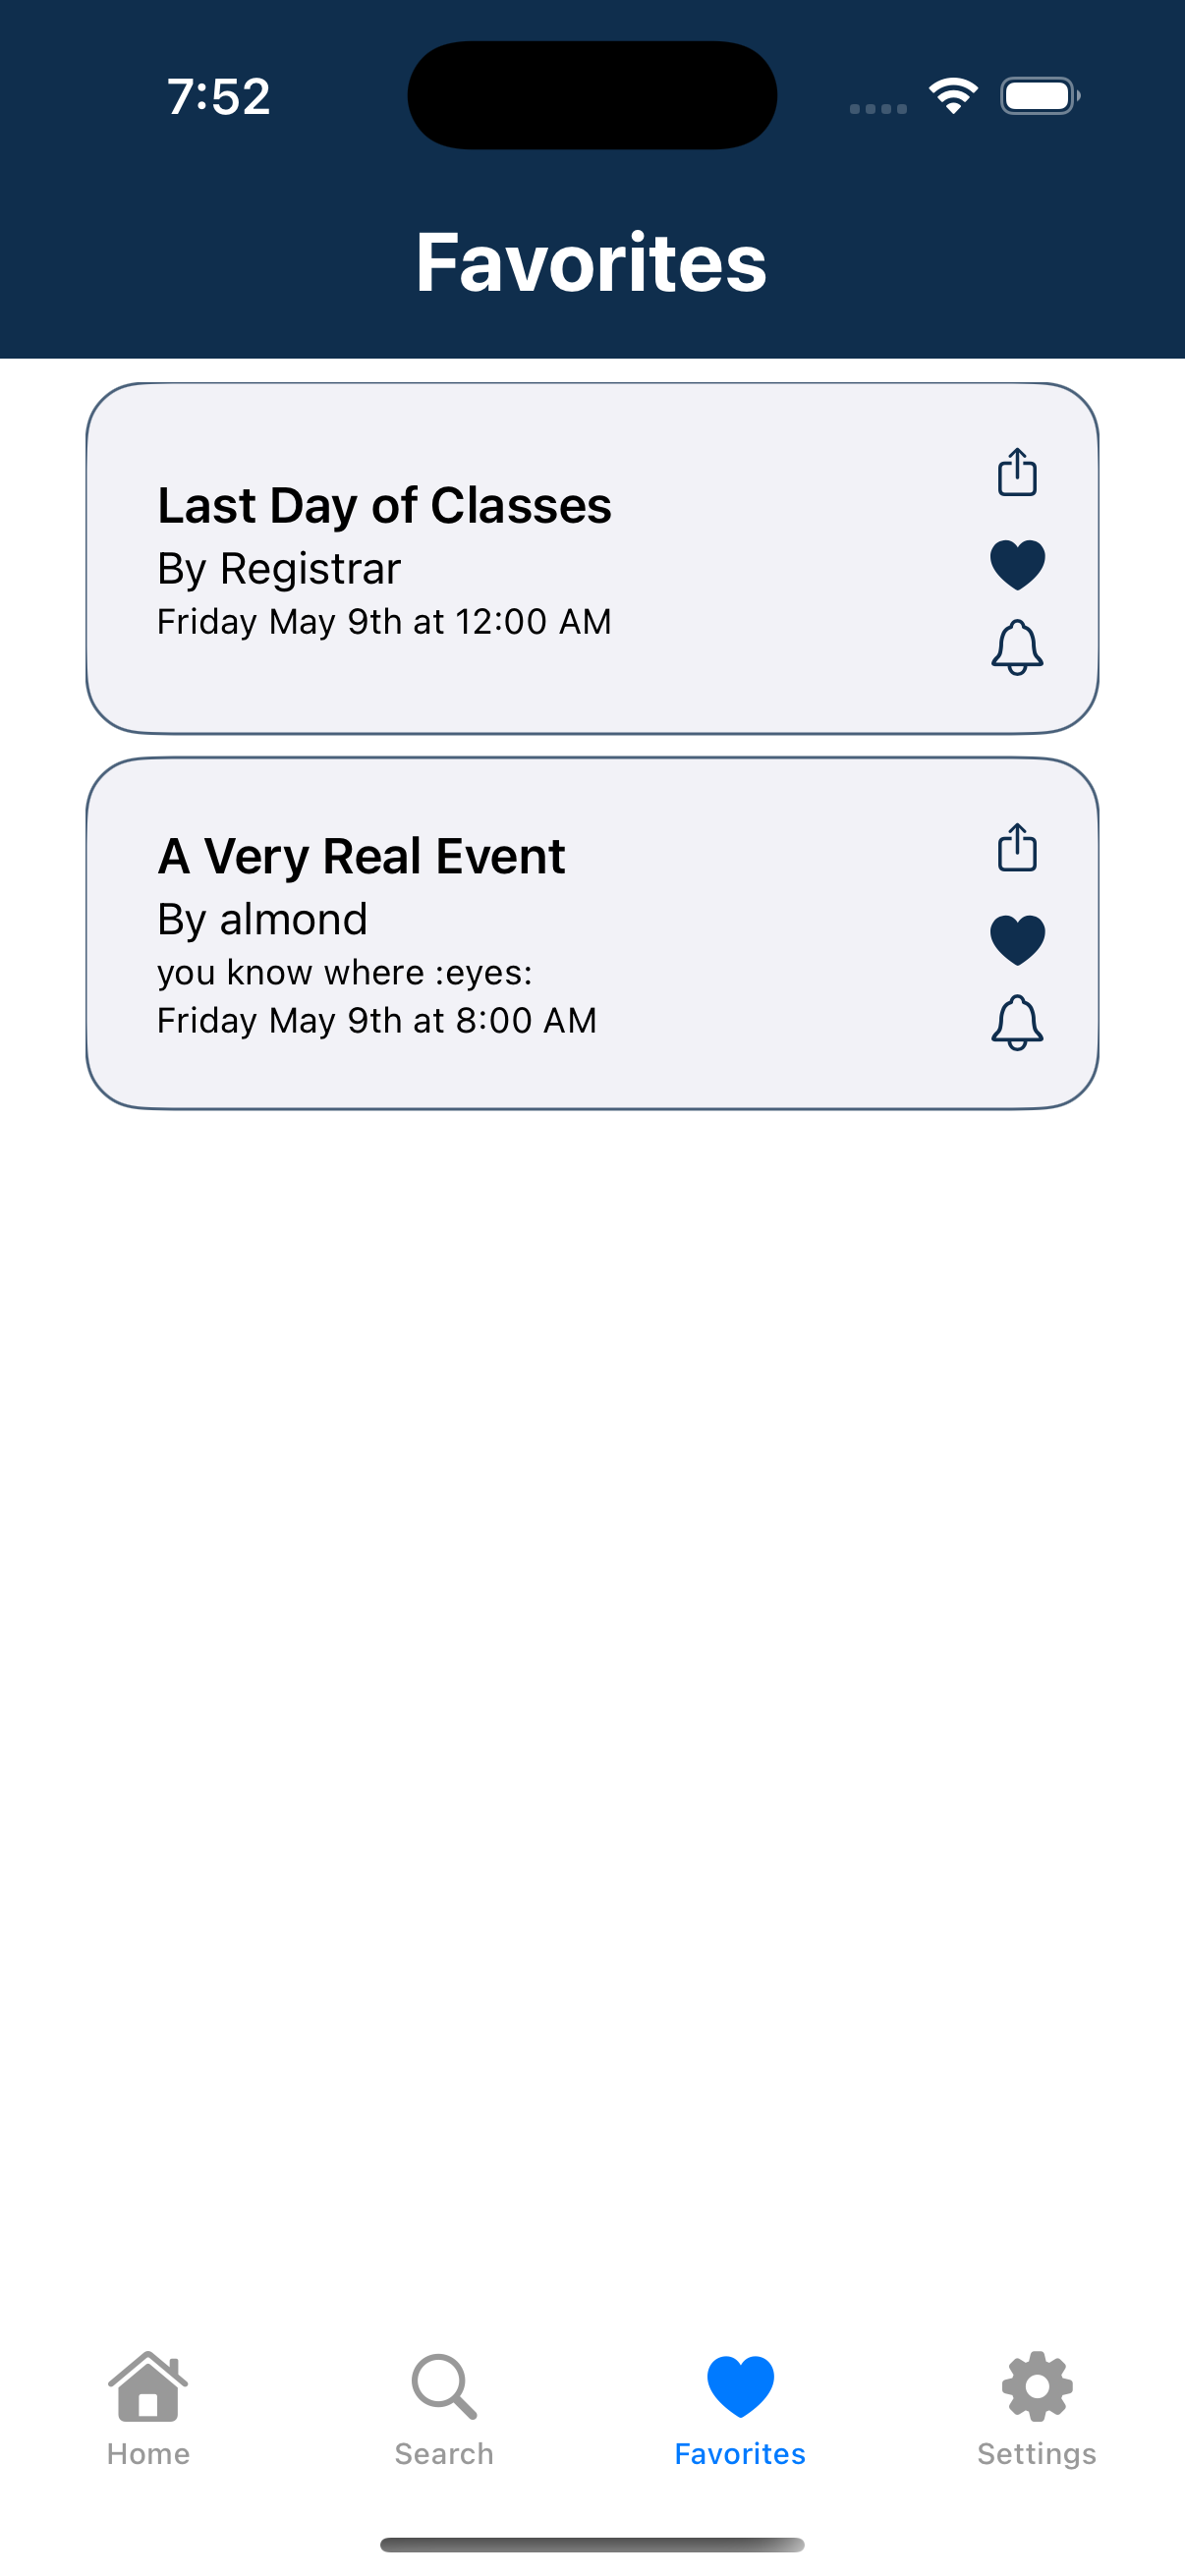 7:52
Favorites
Last Day of Classes
By Registrar
Friday May 9th at 12:00 AM
A Very Real Event
By almond
you know where :eyes:
Friday May 9th at 8:00 AM
Home
Search
Favorites
Settings